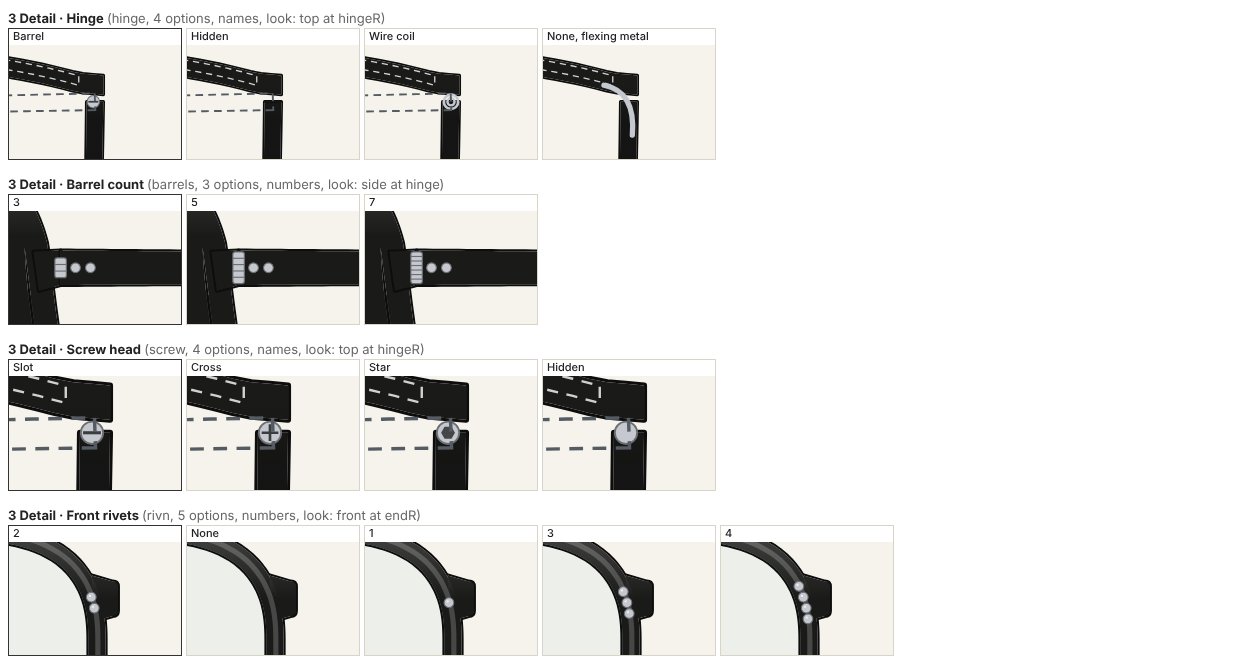 3 Detail · Hinge (hinge, 4 options, names, look: top at hingeR)
Barrel Hidden Wire coil None, flexing metal
3 Detail · Barrel count (barrels, 3 options, numbers, look: side at hinge)
3 5 7
3 Detail · Screw head (screw, 4 options, names, look: top at hingeR)
Slot Cross Star Hidden
3 Detail · Front rivets (rivn, 5 options, numbers, look: front at endR)
2 None 1 3 4